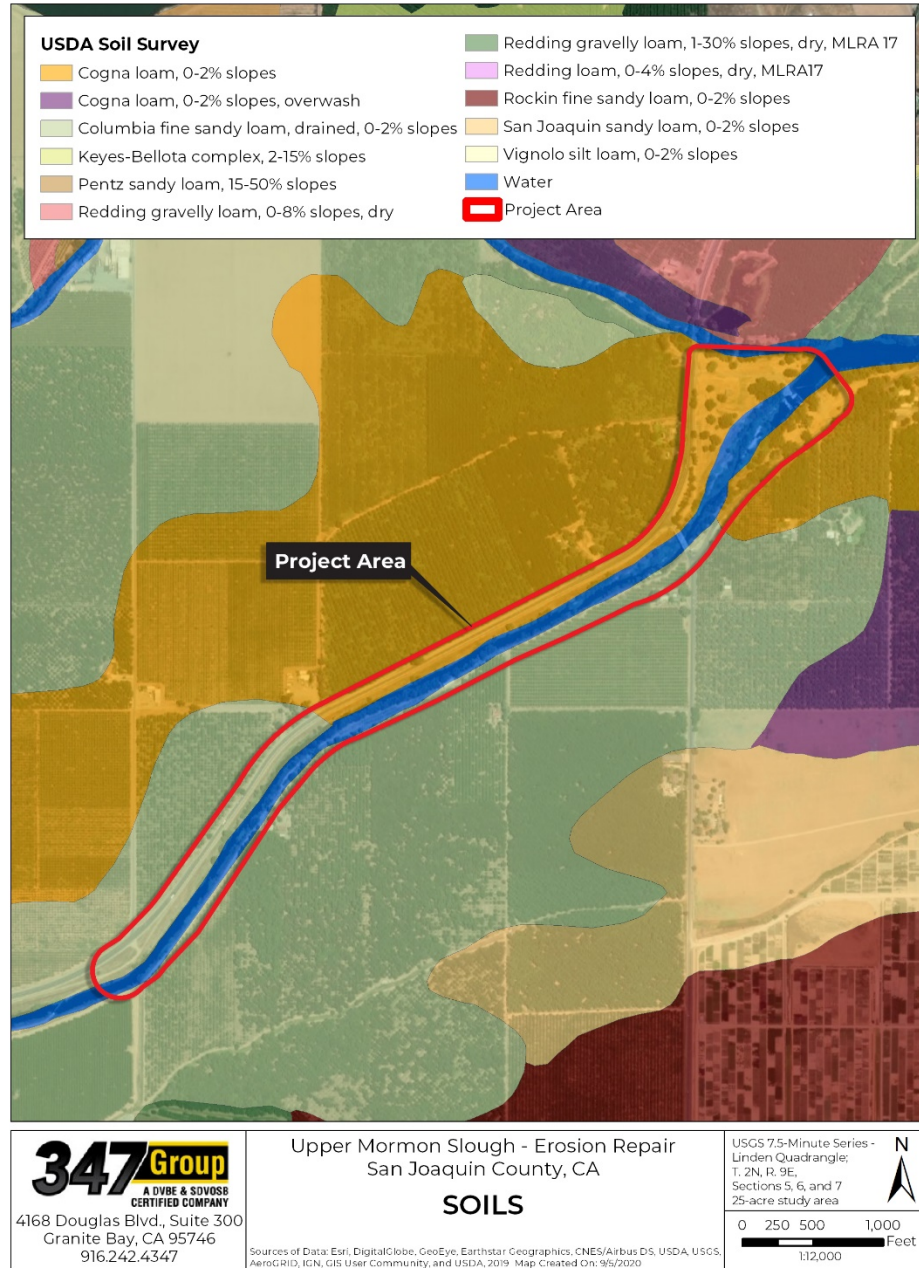 USDA Soil Survey
Cogna loam, 0-2% slopes
Cogna loam, 0-2% slopes, overwash
Columbia fine sandy loam, drained, 0-2% slopes
Keyes-Bellota complex, 2-15% slopes
Pentz sandy loam, 15-50% slopes
Redding gravelly loam, 0-8% slopes, dry
Redding gravelly loam, 1-30% slopes, dry, MLRA 17
Redding loam, 0-4% slopes, dry, MLRA17
Rockin fine sandy loam, 0-2% slopes
San Joaquin sandy loam, 0-2% slopes
Vignolo silt loam, 0-2% slopes
Water
Project Area
Project Area
347 Group
A DVBE & SDVOSB
CERTIFIED COMPANY
4168 Douglas Blvd., Suite 300
Granite Bay, CA 95746
916.242.4347
Upper Mormon Slough - Erosion Repair
San Joaquin County, CA
SOILS
Sources of Data: Esri, DigitalGlobe, GeoEye, Earthstar Geographics, CNES/Airbus DS, USDA, USGS,
AeroGRID, IGN, GIS User Community, and USDA, 2019 Map Created On: 9/5/2020
USGS 7.5-Minute Series -
Linden Quadrangle;
T. 2N, R. 9E,
Sections 5, 6, and 7
25-acre study area
N
0 250 500 1,000
Feet
1:12,000